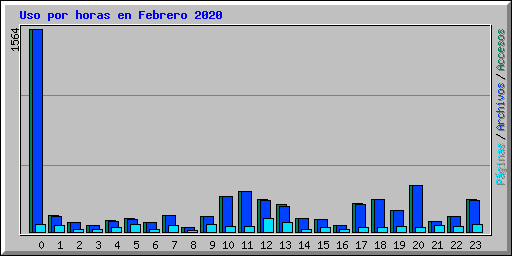 Uso por horas en Febrero 2020
1564
Páginas / Archivos / Accesos
0 1 2 3 4 5 6 7 8 9 10 11 12 13 14 15 16 17 18 19 20 21 22 23